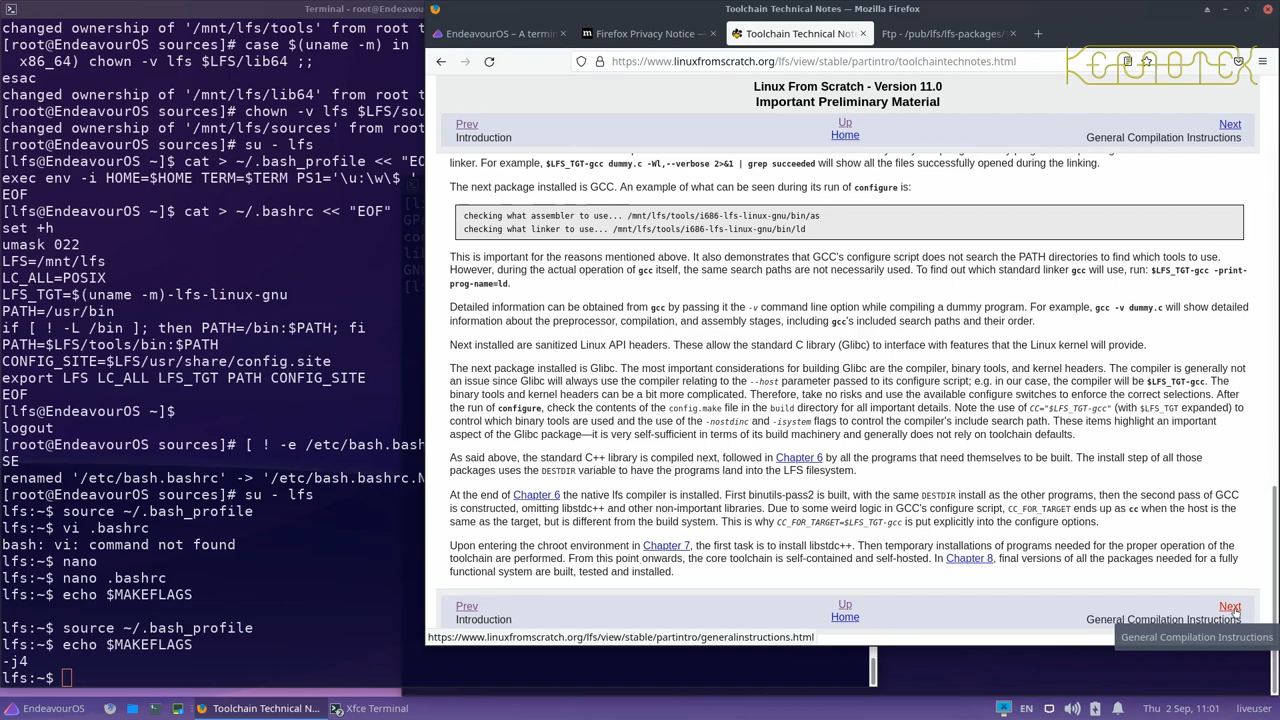 Terminal - root@Endeavour
changed ownership of '/mnt/lfs/tools' from root t
[root@EndeavourOS sources]# case $(uname -m) in
x86_64) chown -v lfs $LFS/lib64 ;;
esac
changed ownership of '/mnt/lfs/lib64' from root t
[root@EndeavourOS sources]# chown -v lfs $LFS/sou
changed ownership of '/mnt/lfs/sources' from root
[root@EndeavourOS sources]# su - lfs
[lfs@EndeavourOS ~]$ cat > ~/.bash_profile << "EO
exec env -i HOME=$HOME TERM=$TERM PS1='\u:\w\$ '
EOF
[lfs@EndeavourOS ~]$ cat > ~/.bashrc << "EOF"
set +h
umask 022
LFS=/mnt/lfs
LC_ALL=POSIX
LFS_TGT=$(uname -m)-lfs-linux-gnu
PATH=/usr/bin
if [ ! -L /bin ]; then PATH=/bin:$PATH; fi
PATH=$LFS/tools/bin:$PATH
CONFIG_SITE=$LFS/usr/share/config.site
export LFS LC_ALL LFS_TGT PATH CONFIG_SITE
EOF
[lfs@EndeavourOS ~]$
logout
[root@EndeavourOS sources]# [ ! -e /etc/bash.bash
SE
renamed '/etc/bash.bashrc' -> '/etc/bash.bashrc.N
[root@EndeavourOS sources]# su - lfs
lfs:~$ source ~/.bash_profile
lfs:~$ vi .bashrc
bash: vi: command not found
lfs:~$ nano
lfs:~$ nano .bashrc
lfs:~$ echo $MAKEFLAGS
lfs:~$ source ~/.bash_profile
lfs:~$ echo $MAKEFLAGS
-j4
lfs:~$
Toolchain Technical Notes — Mozilla Firefox
EndeavourOS – A termin
Firefox Privacy Notice —
Toolchain Technical Note
Ftp - /pub/lfs/lfs-packages/
https://www.linuxfromscratch.org/lfs/view/stable/partintro/toolchaintechnotes.html
KEnnoTEX
Linux From Scratch - Version 11.0
Important Preliminary Material
Prev Up Next
Introduction Home General Compilation Instructions
linker. For example, $LFS_TGT-gcc dummy.c -Wl,--verbose 2>&1 | grep succeeded will show all the files successfully opened during the linking.
The next package installed is GCC. An example of what can be seen during its run of configure is:
checking what assembler to use... /mnt/lfs/tools/i686-lfs-linux-gnu/bin/as
checking what linker to use... /mnt/lfs/tools/i686-lfs-linux-gnu/bin/ld
This is important for the reasons mentioned above. It also demonstrates that GCC's configure script does not search the PATH directories to find which tools to use.
However, during the actual operation of gcc itself, the same search paths are not necessarily used. To find out which standard linker gcc will use, run: $LFS_TGT-gcc -print-
prog-name=ld.
Detailed information can be obtained from gcc by passing it the -v command line option while compiling a dummy program. For example, gcc -v dummy.c will show detailed
information about the preprocessor, compilation, and assembly stages, including gcc's included search paths and their order.
Next installed are sanitized Linux API headers. These allow the standard C library (Glibc) to interface with features that the Linux kernel will provide.
The next package installed is Glibc. The most important considerations for building Glibc are the compiler, binary tools, and kernel headers. The compiler is generally not
an issue since Glibc will always use the compiler relating to the --host parameter passed to its configure script; e.g. in our case, the compiler will be $LFS_TGT-gcc. The
binary tools and kernel headers can be a bit more complicated. Therefore, take no risks and use the available configure switches to enforce the correct selections. After
the run of configure, check the contents of the config.make file in the build directory for all important details. Note the use of CC="$LFS_TGT-gcc" (with $LFS_TGT expanded) to
control which binary tools are used and the use of the -nostdinc and -isystem flags to control the compiler's include search path. These items highlight an important
aspect of the Glibc package—it is very self-sufficient in terms of its build machinery and generally does not rely on toolchain defaults.
As said above, the standard C++ library is compiled next, followed in Chapter 6 by all the programs that need themselves to be built. The install step of all those
packages uses the DESTDIR variable to have the programs land into the LFS filesystem.
At the end of Chapter 6 the native lfs compiler is installed. First binutils-pass2 is built, with the same DESTDIR install as the other programs, then the second pass of GCC
is constructed, omitting libstdc++ and other non-important libraries. Due to some weird logic in GCC's configure script, CC_FOR_TARGET ends up as cc when the host is the
same as the target, but is different from the build system. This is why CC_FOR_TARGET=$LFS_TGT-gcc is put explicitly into the configure options.
Upon entering the chroot environment in Chapter 7, the first task is to install libstdc++. Then temporary installations of programs needed for the proper operation of the
toolchain are performed. From this point onwards, the core toolchain is self-contained and self-hosted. In Chapter 8, final versions of all the packages needed for a fully
functional system are built, tested and installed.
Prev Up Next
Introduction Home General Compilation Instructions
https://www.linuxfromscratch.org/lfs/view/stable/partintro/generalinstructions.html
General Compilation Instructions
EndeavourOS
Toolchain Technical N...
Xfce Terminal
EN
Thu 2 Sep, 11:01
liveuser